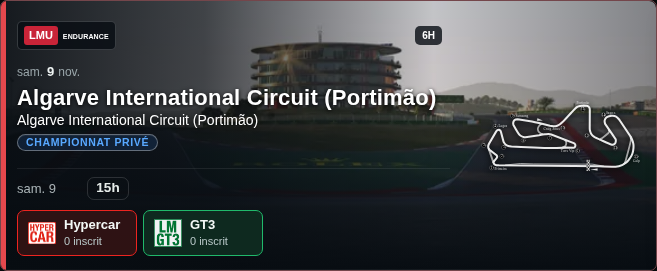 LMU ENDURANCE
6H
sam. 9 nov.
Algarve International Circuit (Portimão)
Algarve International Circuit (Portimão)
CHAMPIONNAT PRIVÉ
sam. 9 15h
HYPER CAR Hypercar
0 inscrit
LM GT3 GT3
0 inscrit